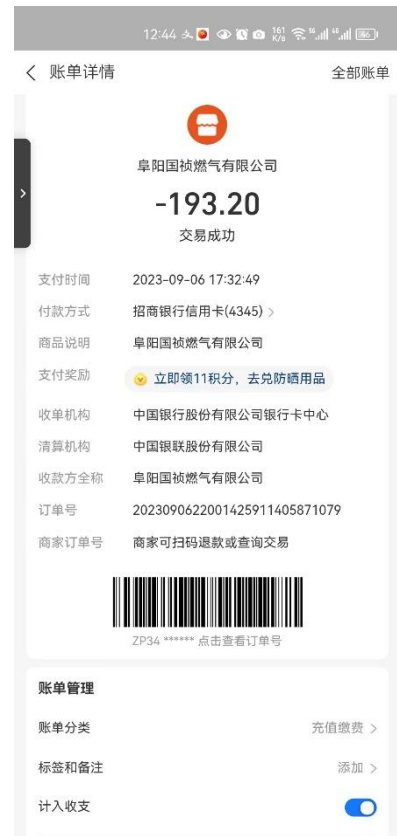 12:44 161 K/s 5G 5G 86
账单详情 全部账单
阜阳国祯燃气有限公司
-193.20
交易成功
支付时间 2023-09-06 17:32:49
付款方式 招商银行信用卡(4345)
商品说明 阜阳国祯燃气有限公司
支付奖励 立即领11积分，去兑防晒用品
收单机构 中国银行股份有限公司银行卡中心
清算机构 中国银联股份有限公司
收款方全称 阜阳国祯燃气有限公司
订单号 2023090622001425911405871079
商家订单号 商家可扫码退款或查询交易
ZP34 ****** 点击查看订单号
账单管理
账单分类 充值缴费
标签和备注 添加
计入收支